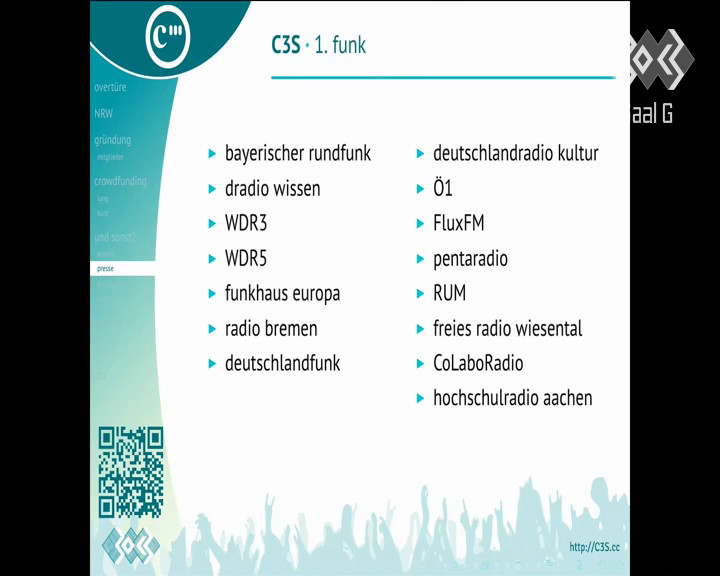 C3S · 1. funk
aal G
overtüre
NRW
gründung
mitglieder
crowdfunding
lang
kurz
und sonst?
presse
bayerischer rundfunk
dradio wissen
WDR3
WDR5
funkhaus europa
radio bremen
deutschlandfunk
deutschlandradio kultur
Ö1
FluxFM
pentaradio
RUM
freies radio wiesental
CoLaboRadio
hochschulradio aachen
http://C3S.cc